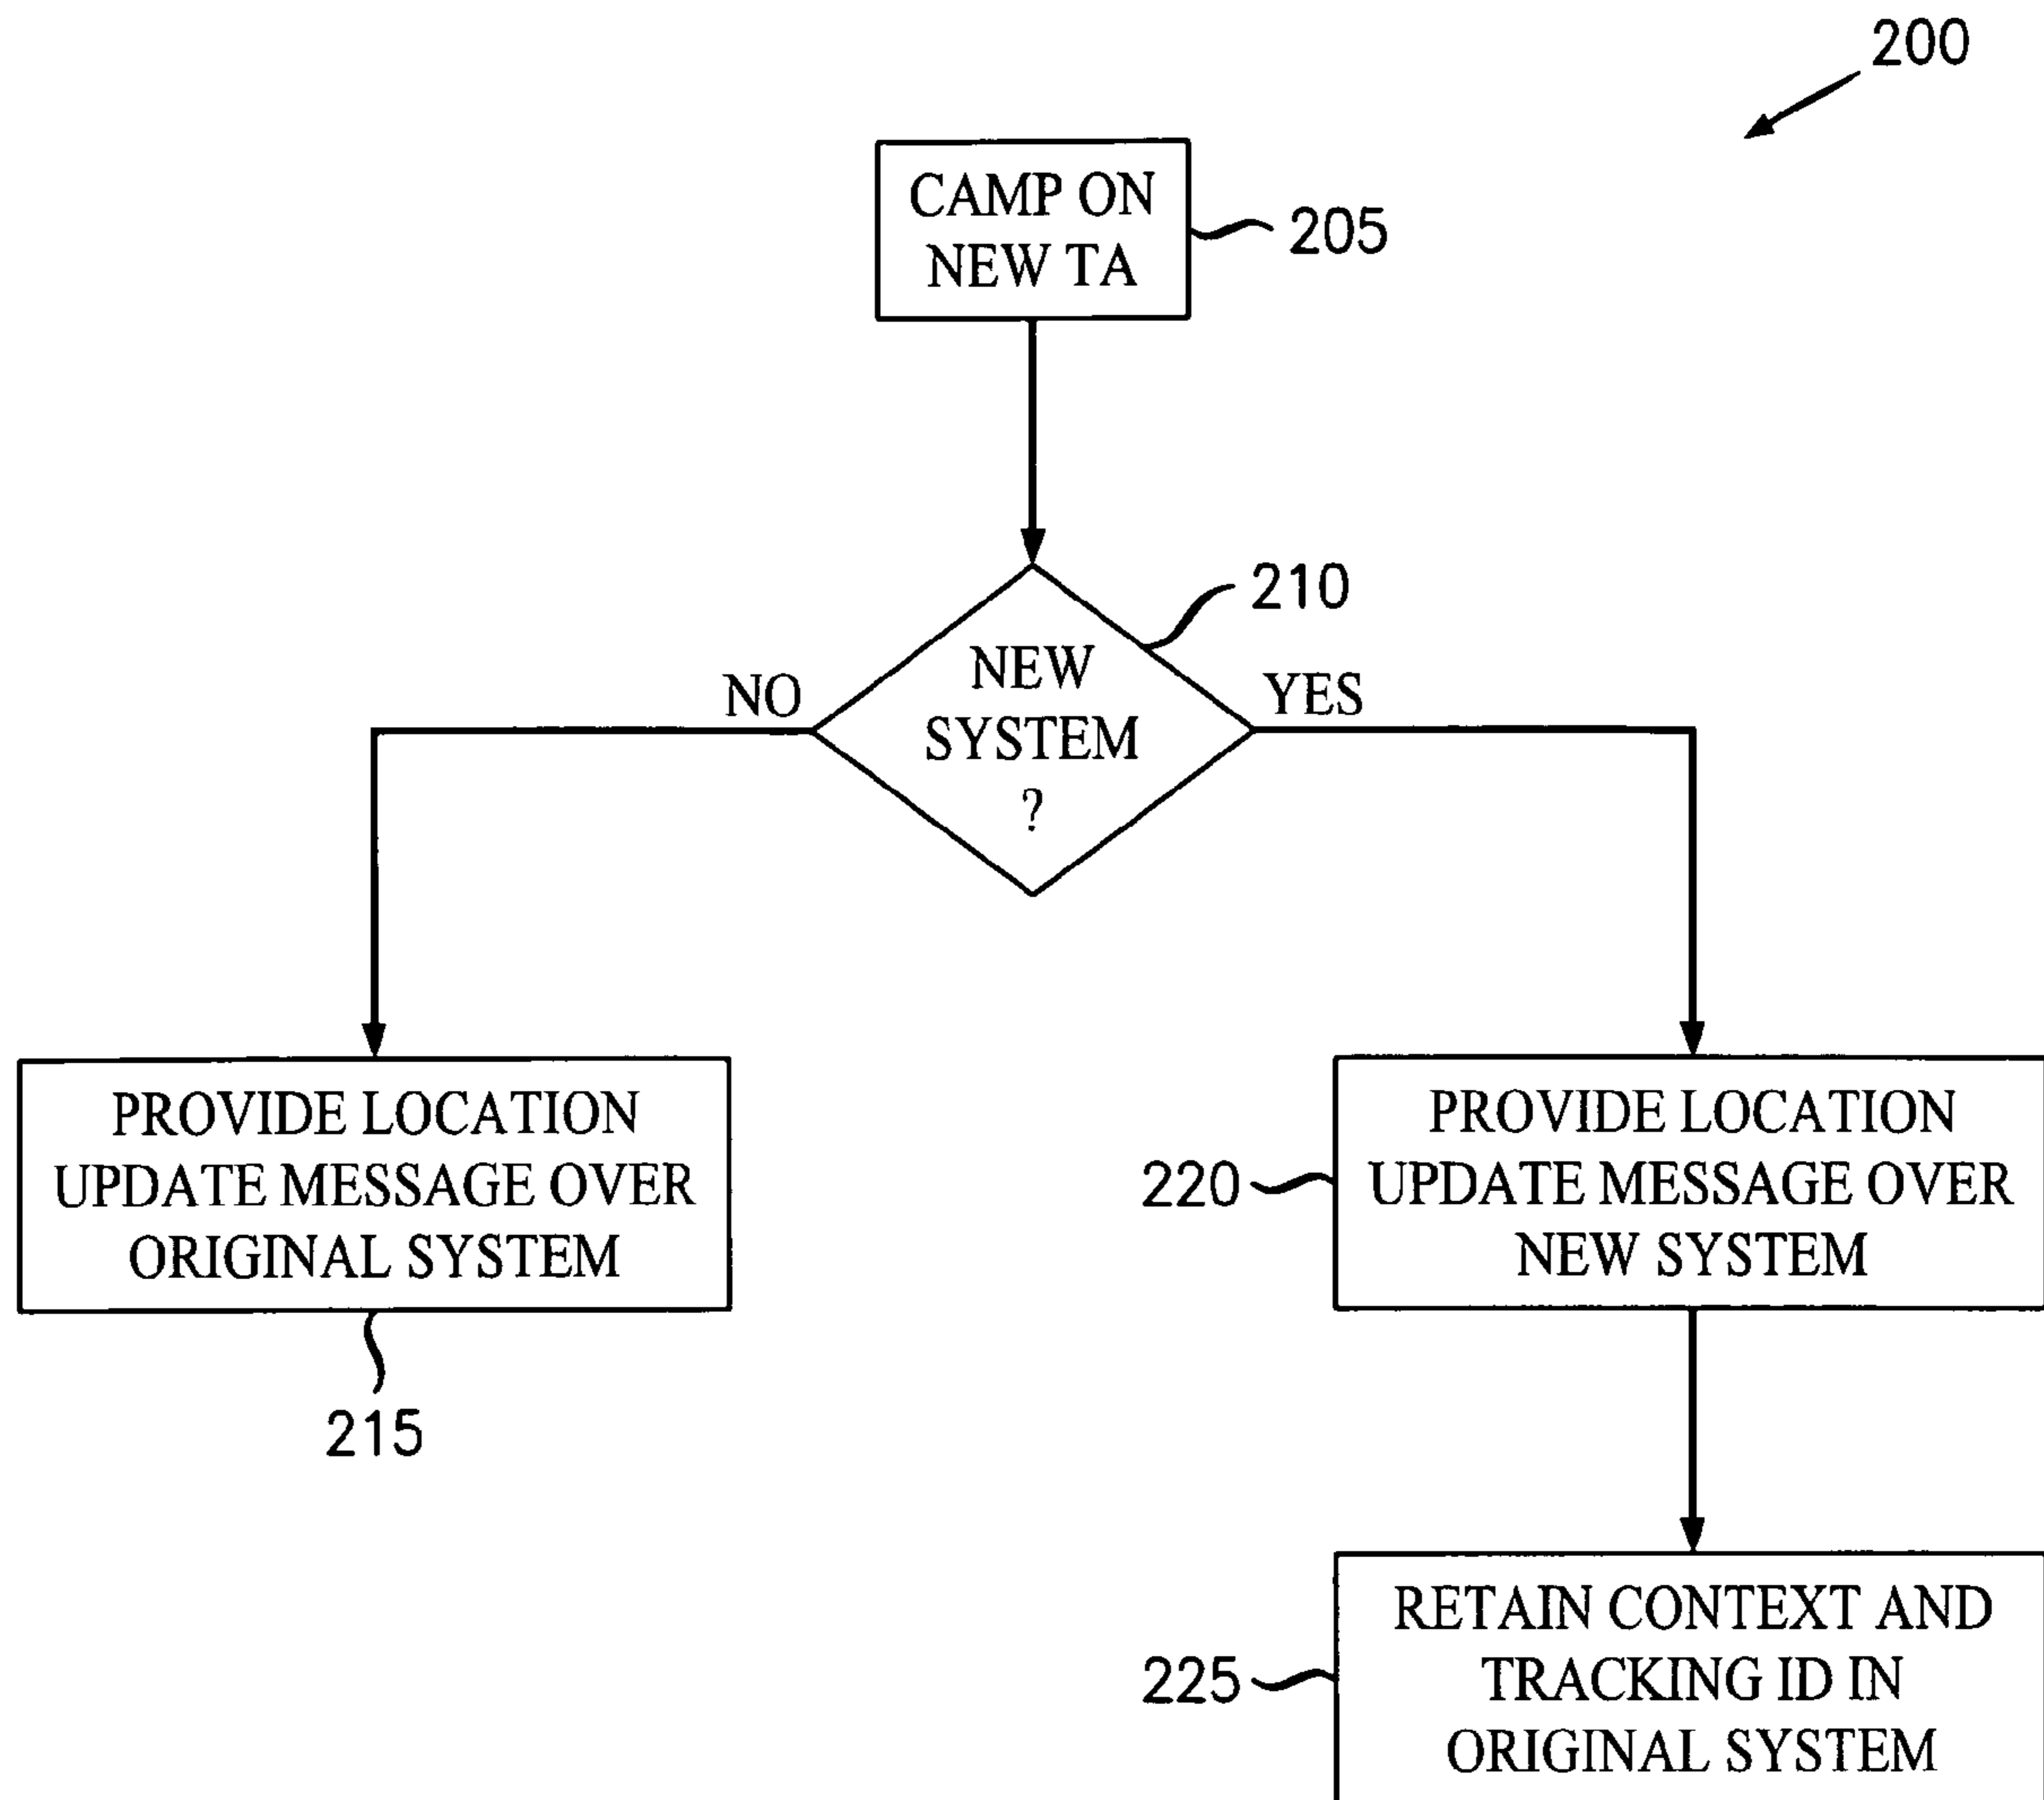 200
CAMP ON
NEW TA
205
210
NEW
SYSTEM
?
NO
YES
PROVIDE LOCATION
UPDATE MESSAGE OVER
ORIGINAL SYSTEM
215
PROVIDE LOCATION
UPDATE MESSAGE OVER
NEW SYSTEM
220
RETAIN CONTEXT AND
TRACKING ID IN
ORIGINAL SYSTEM
225